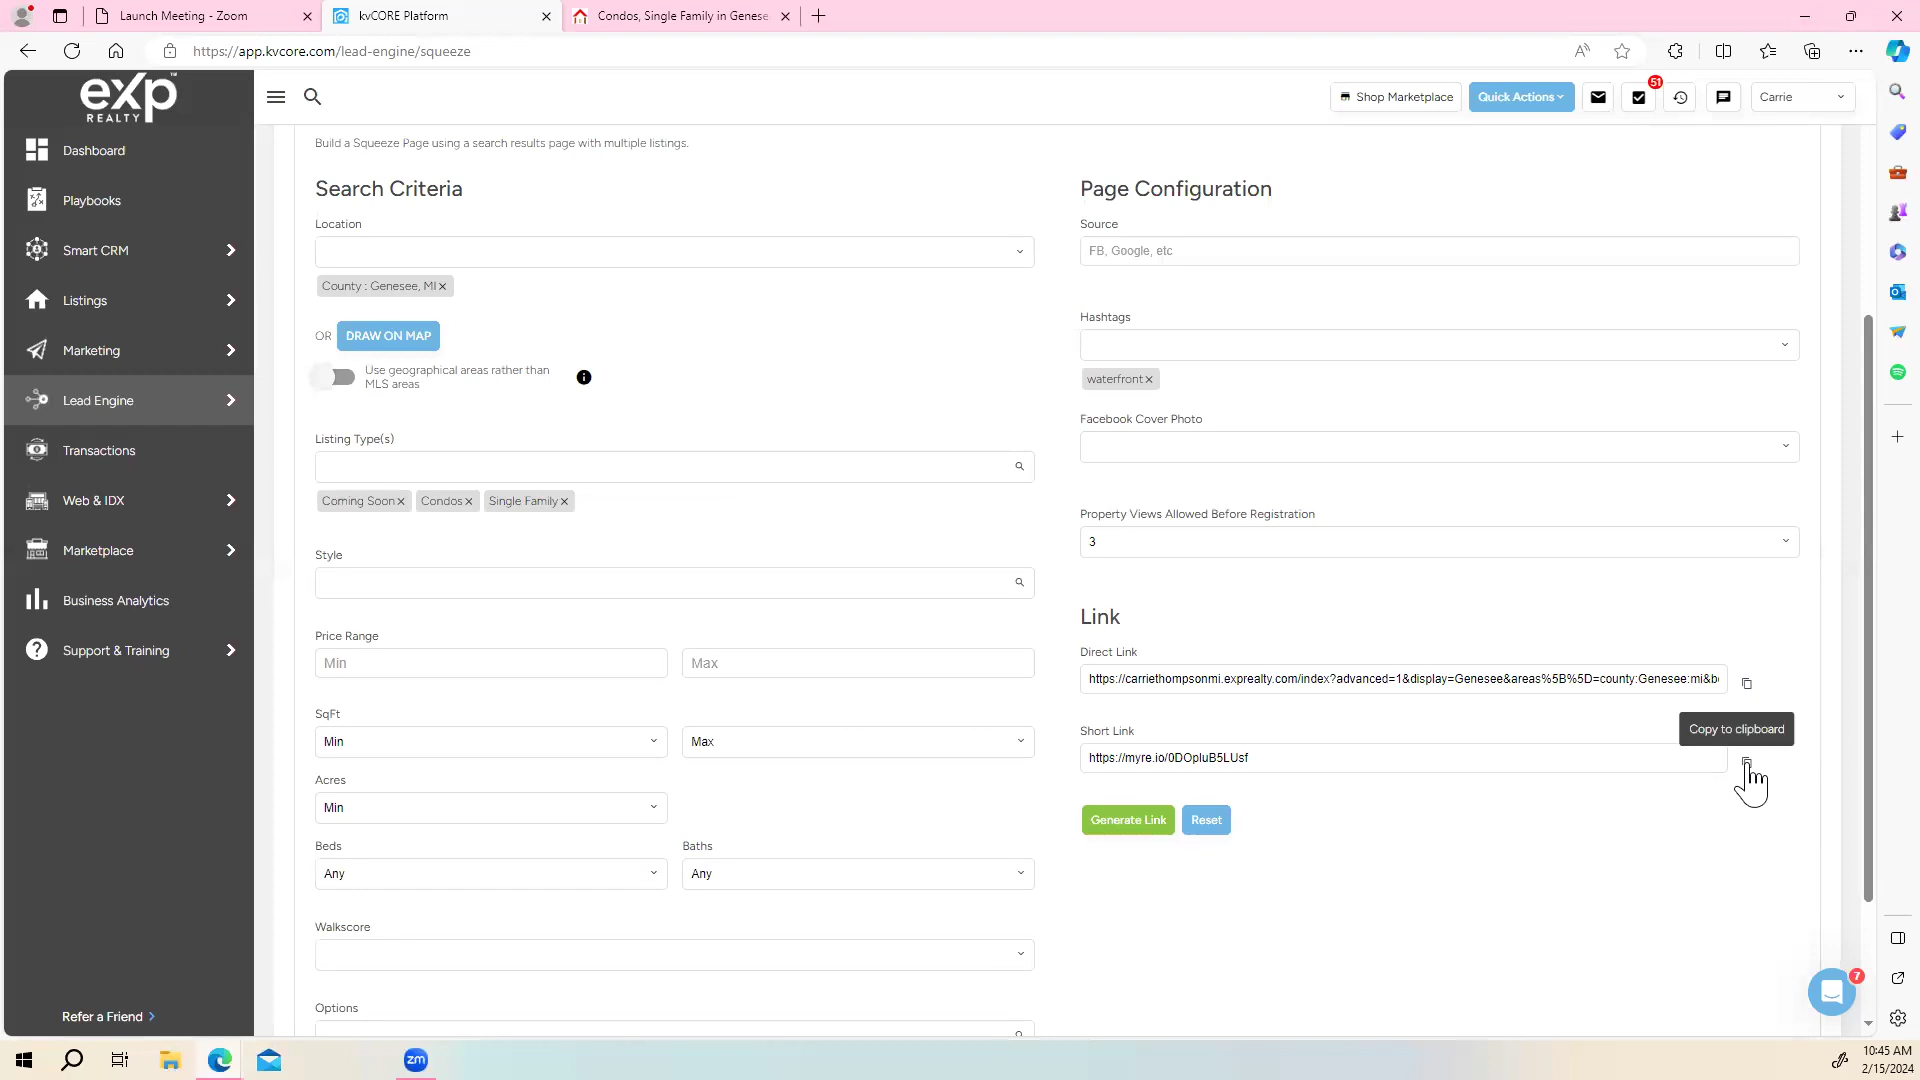 Launch Meeting - Zoom
kvCORE Platform
Condos, Single Family in Genese
https://app.kvcore.com/lead-engine/squeeze
eXp
REALTY
Shop Marketplace
Quick Actions
51
Carrie
Dashboard
Playbooks
Smart CRM
Listings
Marketing
Lead Engine
Transactions
Web & IDX
Marketplace
Business Analytics
Support & Training
Refer a Friend
Build a Squeeze Page using a search results page with multiple listings.
Search Criteria
Location
County : Genesee, MI
OR DRAW ON MAP
Use geographical areas rather than
MLS areas
Listing Type(s)
Coming Soon Condos Single Family
Style
Price Range
Min Max
SqFt
Min Max
Acres
Min
Beds Baths
Any Any
Walkscore
Options
Page Configuration
Source
FB, Google, etc
Hashtags
waterfront
Facebook Cover Photo
Property Views Allowed Before Registration
3
Link
Direct Link
https://carriethompsonmi.exprealty.com/index?advanced=1&display=Genesee&areas%5B%5D=county:Genesee:mi&b
Copy to clipboard
Short Link
https://myre.io/0DOpluB5LUsf
Generate Link Reset
7
zm
10:45 AM
2/15/2024